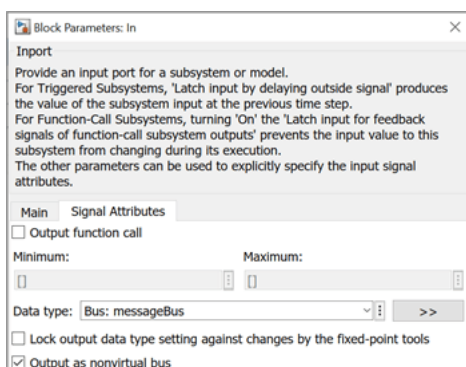 Block Parameters: In
Inport
Provide an input port for a subsystem or model.
For Triggered Subsystems, 'Latch input by delaying outside signal' produces
the value of the subsystem input at the previous time step.
For Function-Call Subsystems, turning 'On' the 'Latch input for feedback
signals of function-call subsystem outputs' prevents the input value to this
subsystem from changing during its execution.
The other parameters can be used to explicitly specify the input signal
attributes.
Main Signal Attributes
Output function call
Minimum: Maximum:
[] []
Data type: Bus: messageBus >>
Lock output data type setting against changes by the fixed-point tools
Output as nonvirtual bus